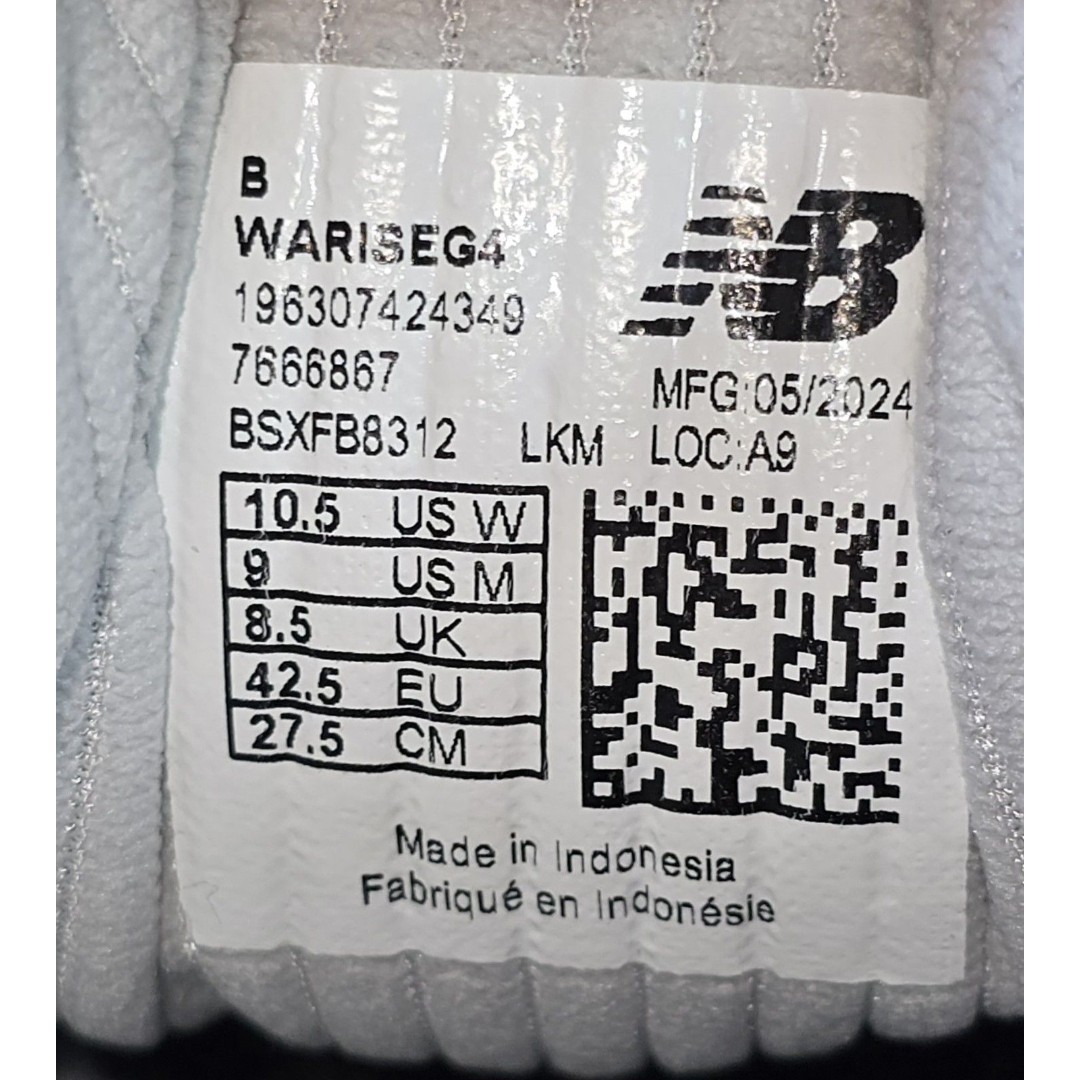 B
WARISEG4
196307424349
7666867
MFG:05/2024
BSXFB8312 LKM LOC:A9
10.5 US W
9 US M
8.5 UK
42.5 EU
27.5 CM
Made in Indonesia
Fabriqué en Indonésie
NB